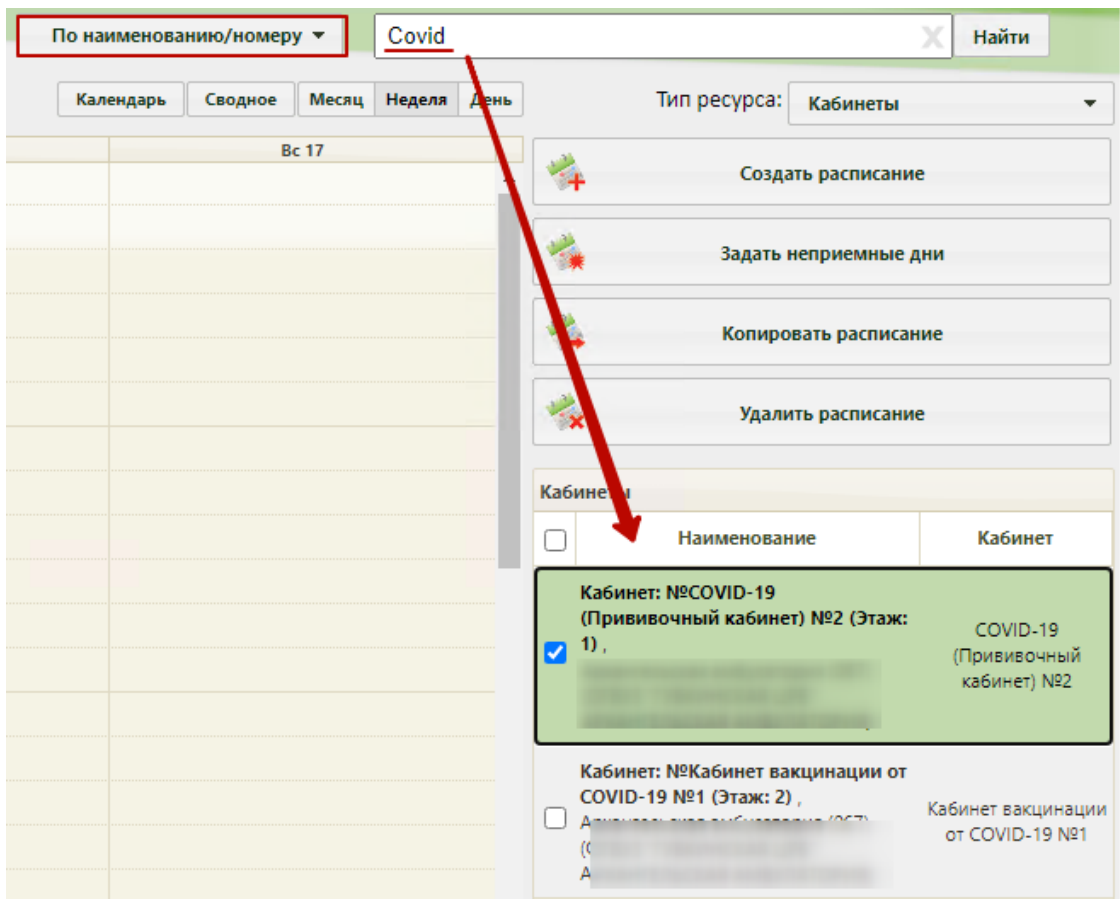 По наименованию/номеру
Covid
Найти
Календарь
Сводное
Месяц
Неделя
День
Тип ресурса:
Кабинеты
Вс 17
Создать расписание
Задать неприемные дни
Копировать расписание
Удалить расписание
Кабинеты
Наименование
Кабинет
Кабинет: №COVID-19
(Прививочный кабинет) №2 (Этаж:
1) ,
COVID-19
(Прививочный
кабинет) №2
Кабинет: №Кабинет вакцинации от
COVID-19 №1 (Этаж: 2) ,
Кабинет вакцинации
от COVID-19 №1